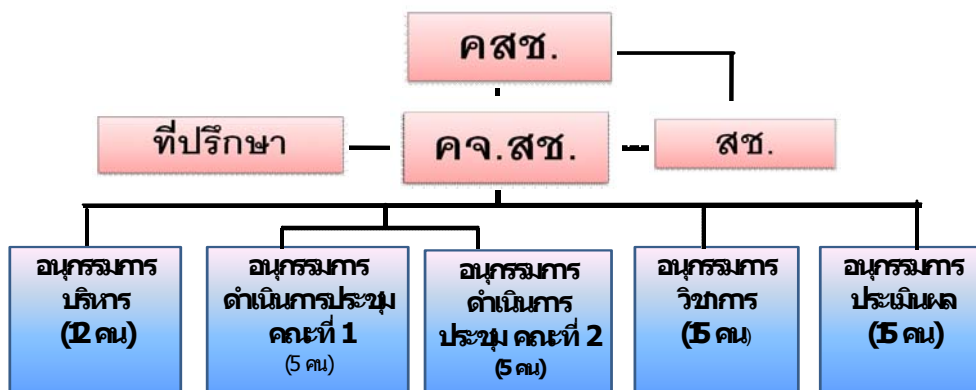 คสช.
ที่ปรึกษา
คจ.สช.
สช.
อนุกรรมการ
บริหาร
(12 คน)
อนุกรรมการ
ดำเนินการประชุม
คณะที่ 1
(5 คน)
อนุกรรมการ
ดำเนินการ
ประชุม คณะที่ 2
(5 คน)
อนุกรรมการ
วิชาการ
(15 คน)
อนุกรรมการ
ประเมินผล
(15 คน)